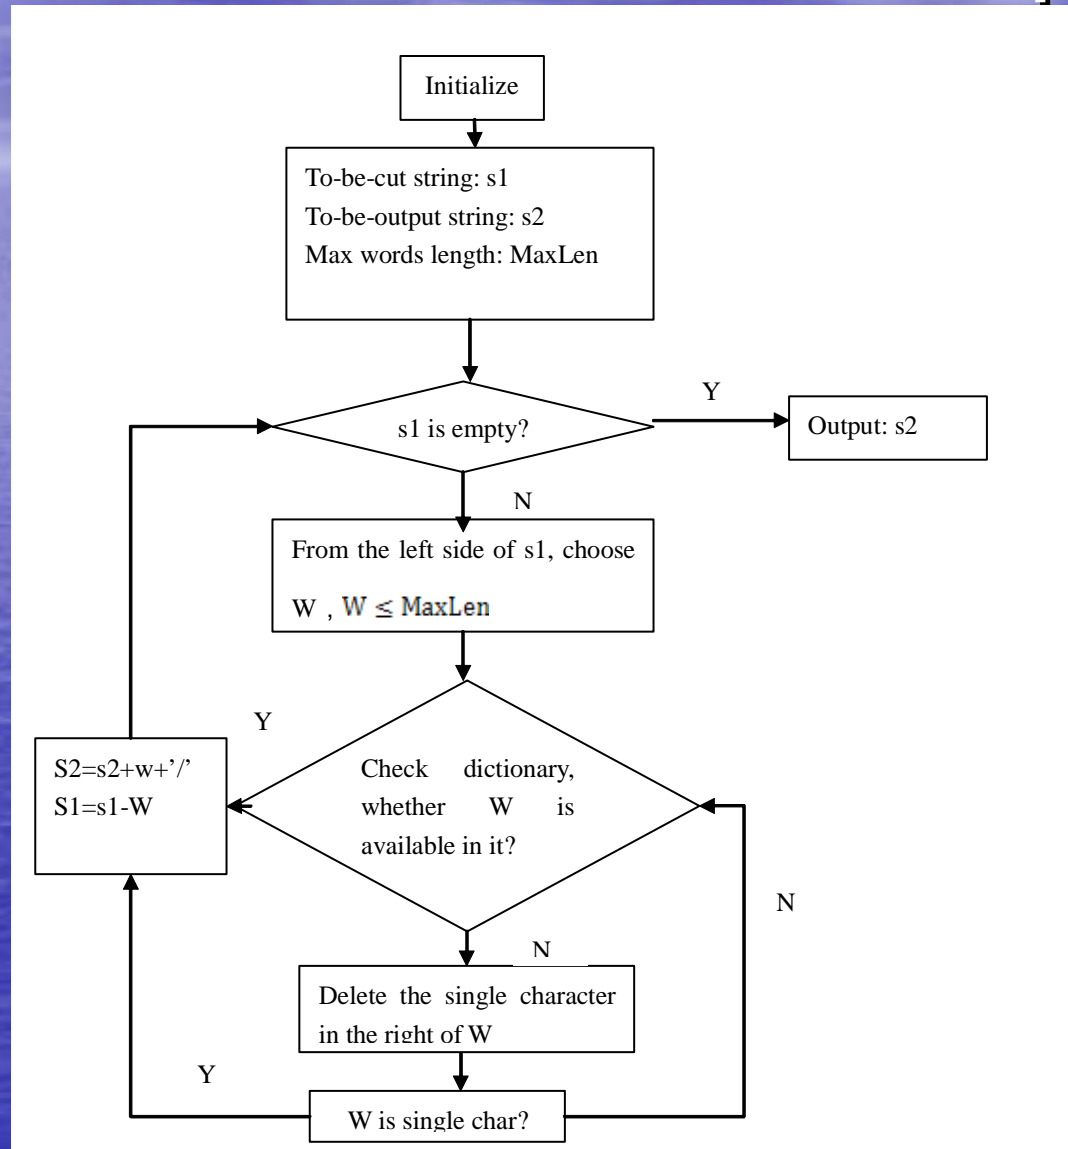 Initialize
To-be-cut string: s1
To-be-output string: s2
Max words length: MaxLen
s1 is empty?
Y
Output: s2
N
From the left side of s1, choose
W , W ≤ MaxLen
Y
S2=s2+w+’/’
S1=s1-W
Check dictionary,
whether W is
available in it?
N
N
Delete the single character
in the right of W
Y
W is single char?